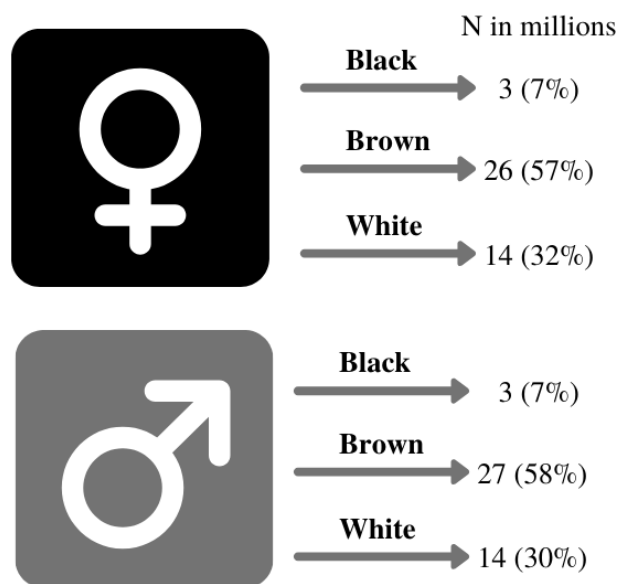 N in millions
Black
3 (7%)
Brown
26 (57%)
White
14 (32%)
Black
3 (7%)
Brown
27 (58%)
White
14 (30%)